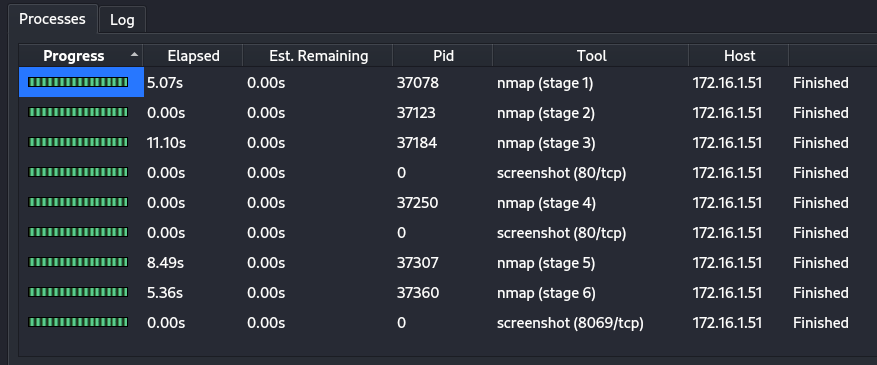 Processes Log
Progress Elapsed Est. Remaining Pid Tool Host
5.07s 0.00s 37078 nmap (stage 1) 172.16.1.51 Finished
0.00s 0.00s 37123 nmap (stage 2) 172.16.1.51 Finished
11.10s 0.00s 37184 nmap (stage 3) 172.16.1.51 Finished
0.00s 0.00s 0 screenshot (80/tcp) 172.16.1.51 Finished
0.00s 0.00s 37250 nmap (stage 4) 172.16.1.51 Finished
0.00s 0.00s 0 screenshot (80/tcp) 172.16.1.51 Finished
8.49s 0.00s 37307 nmap (stage 5) 172.16.1.51 Finished
5.36s 0.00s 37360 nmap (stage 6) 172.16.1.51 Finished
0.00s 0.00s 0 screenshot (8069/tcp) 172.16.1.51 Finished